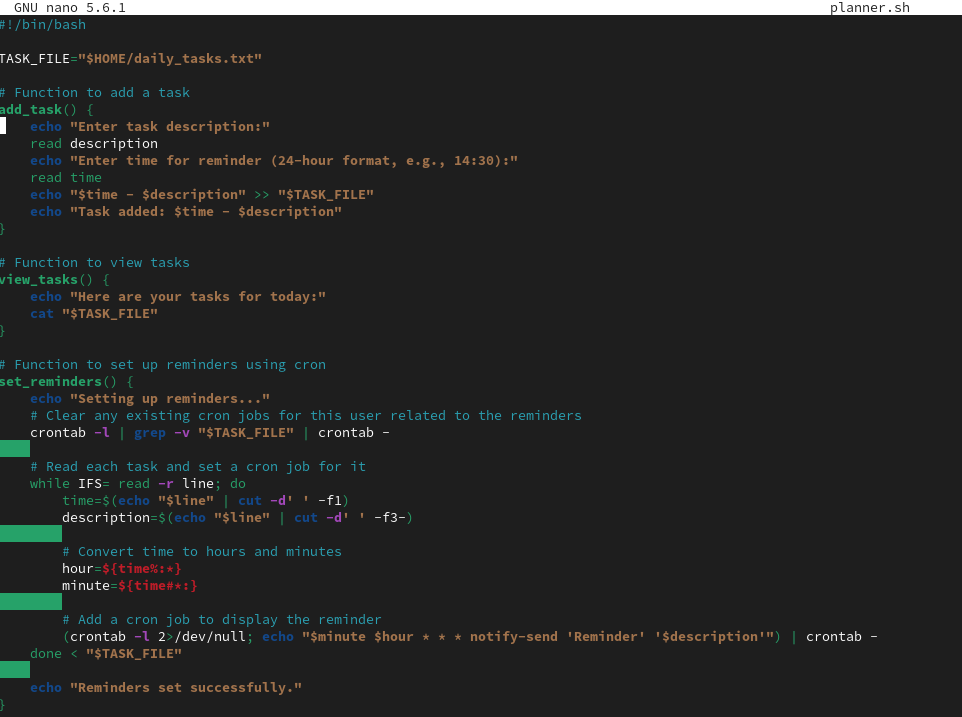 GNU nano 5.6.1 planner.sh
#!/bin/bash
TASK_FILE="$HOME/daily_tasks.txt"
# Function to add a task
add_task() {
    echo "Enter task description:"
    read description
    echo "Enter time for reminder (24-hour format, e.g., 14:30):"
    read time
    echo "$time - $description" >> "$TASK_FILE"
    echo "Task added: $time - $description"
}
# Function to view tasks
view_tasks() {
    echo "Here are your tasks for today:"
    cat "$TASK_FILE"
}
# Function to set up reminders using cron
set_reminders() {
    echo "Setting up reminders..."
    # Clear any existing cron jobs for this user related to the reminders
    crontab -l | grep -v "$TASK_FILE" | crontab -
    # Read each task and set a cron job for it
    while IFS= read -r line; do
        time=$(echo "$line" | cut -d' ' -f1)
        description=$(echo "$line" | cut -d' ' -f3-)
        # Convert time to hours and minutes
        hour=${time%:*}
        minute=${time#*:}
        # Add a cron job to display the reminder
        (crontab -l 2>/dev/null; echo "$minute $hour * * * notify-send 'Reminder' '$description'") | crontab -
    done < "$TASK_FILE"
    echo "Reminders set successfully."
}